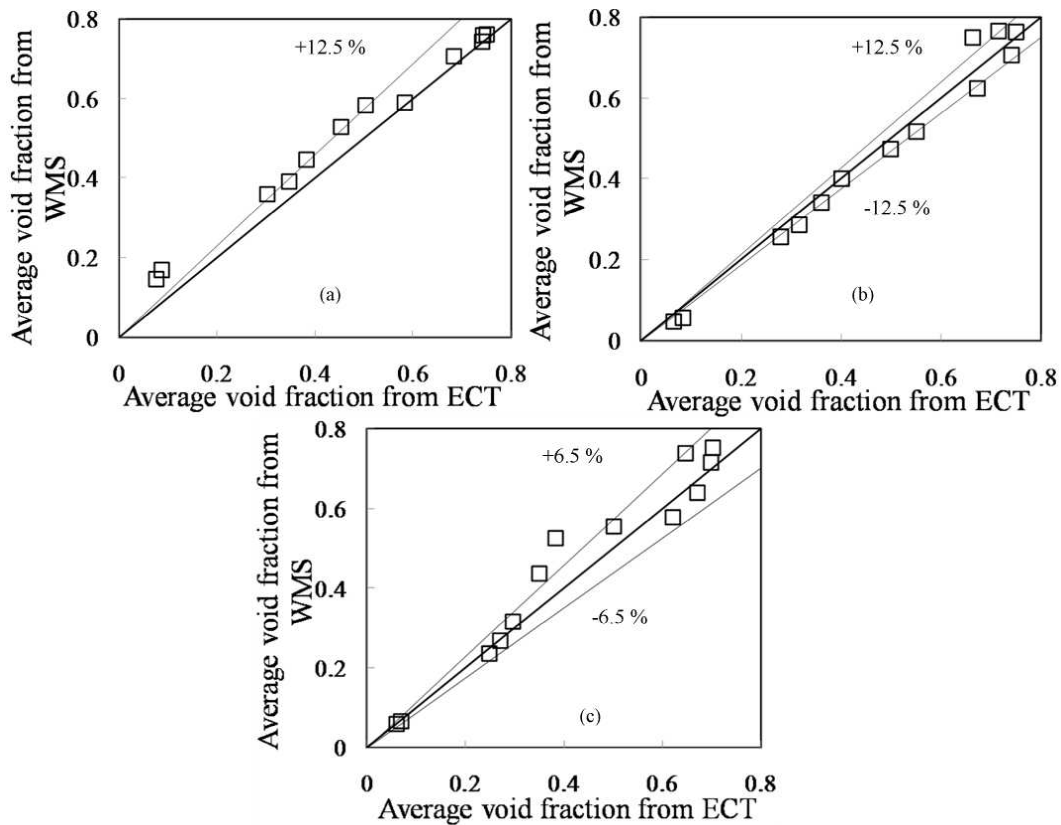 Average void fraction from
WMS
0.8
0.6
0.4
0.2
0
+12.5 %
(a)
0 0.2 0.4 0.6 0.8
Average void fraction from ECT
Average void fraction from
WMS
0.8
0.6
0.4
0.2
0
+12.5 %
-12.5 %
(b)
0 0.2 0.4 0.6 0.8
Average void fraction from ECT
Average void fraction from
WMS
0.8
0.6
0.4
0.2
0
+6.5 %
-6.5 %
(c)
0 0.2 0.4 0.6 0.8
Average void fraction from ECT